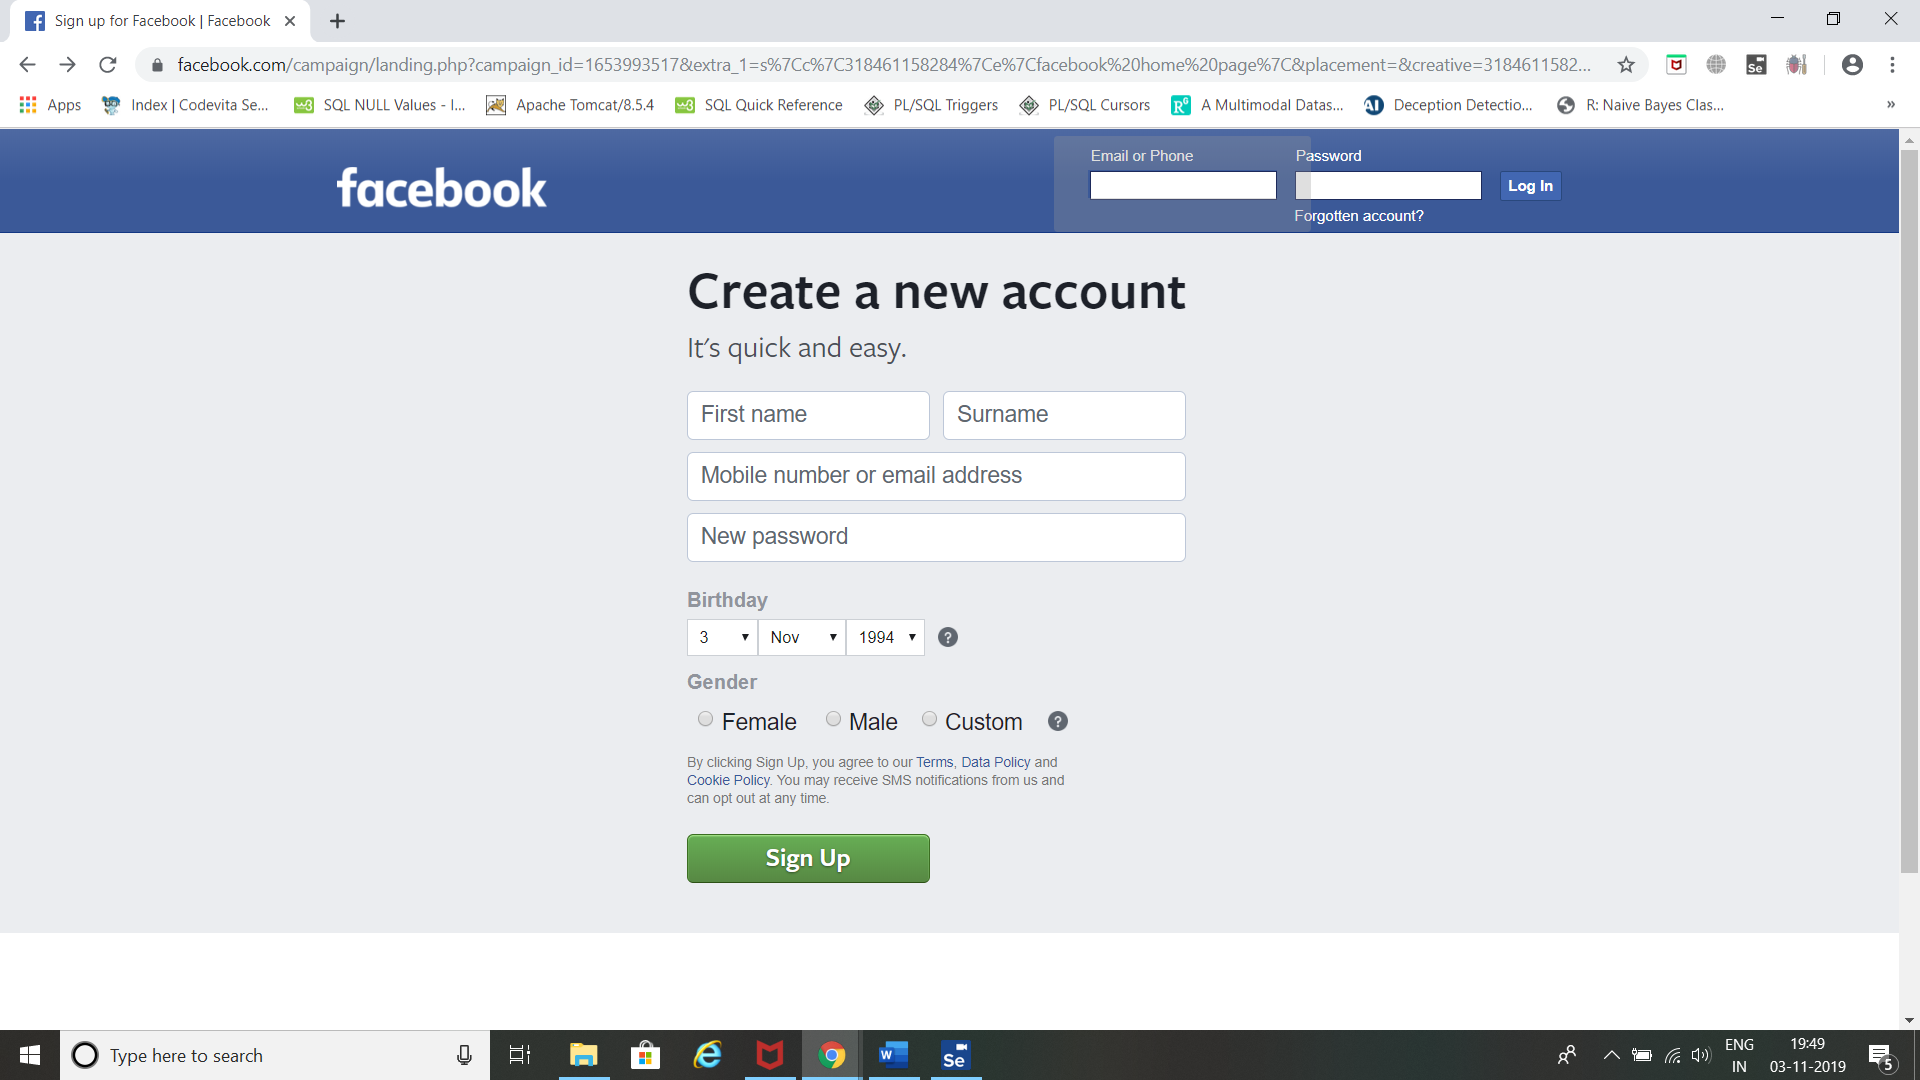 Sign up for Facebook | Facebook
facebook.com/campaign/landing.php?campaign_id=1653993517&extra_1=s%7Cc%7C318461158284%7Ce%7Cfacebook%20home%20page%7C&placement=&creative=3184611582...
Se
Apps Index | Codevita Se... SQL NULL Values - I... Apache Tomcat/8.5.4 SQL Quick Reference PL/SQL Triggers PL/SQL Cursors A Multimodal Datas... Deception Detectio... R: Naive Bayes Clas... »
Email or Phone Password
facebook Log In
Forgotten account?
Create a new account
It's quick and easy.
First name Surname
Mobile number or email address
New password
Birthday
3 Nov 1994 ?
Gender
Female Male Custom ?
By clicking Sign Up, you agree to our Terms, Data Policy and
Cookie Policy. You may receive SMS notifications from us and
can opt out at any time.
Sign Up
Type here to search
Se
ENG 19:49
IN 03-11-2019 5